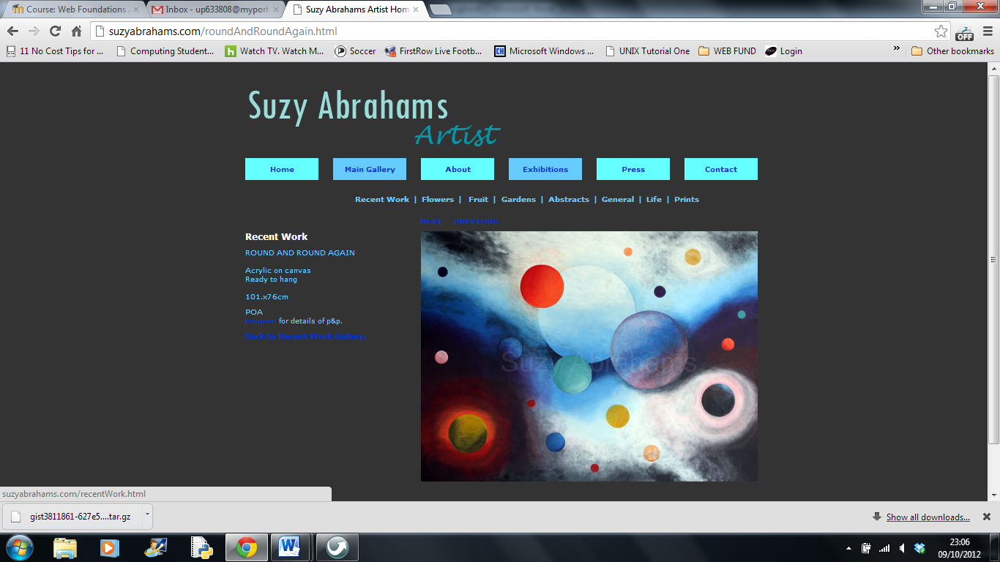 Course: Web Foundations
Inbox - up633808@myport
Suzy Abrahams Artist Hom
suzyabrahams.com/roundAndRoundAgain.html
OFF
11 No Cost Tips for ...
Computing Student...
Watch TV. Watch M...
Soccer
FirstRow Live Footb...
Microsoft Windows ...
UNIX Tutorial One
WEB FUND
Login
»
Other bookmarks
Suzy Abrahams
Artist
Home
Main Gallery
About
Exhibitions
Press
Contact
Recent Work | Flowers | Fruit | Gardens | Abstracts | General | Life | Prints
NEXT PREVIOUS
Recent Work
ROUND AND ROUND AGAIN
Acrylic on canvas
Ready to hang
101.x76cm
POA
Enquire for details of p&p.
Back to Recent Work Gallery.
Suzy Abrahams
suzyabrahams.com/recentWork.html
gist3811861-627e5....tar.gz
Show all downloads...
23:06
09/10/2012